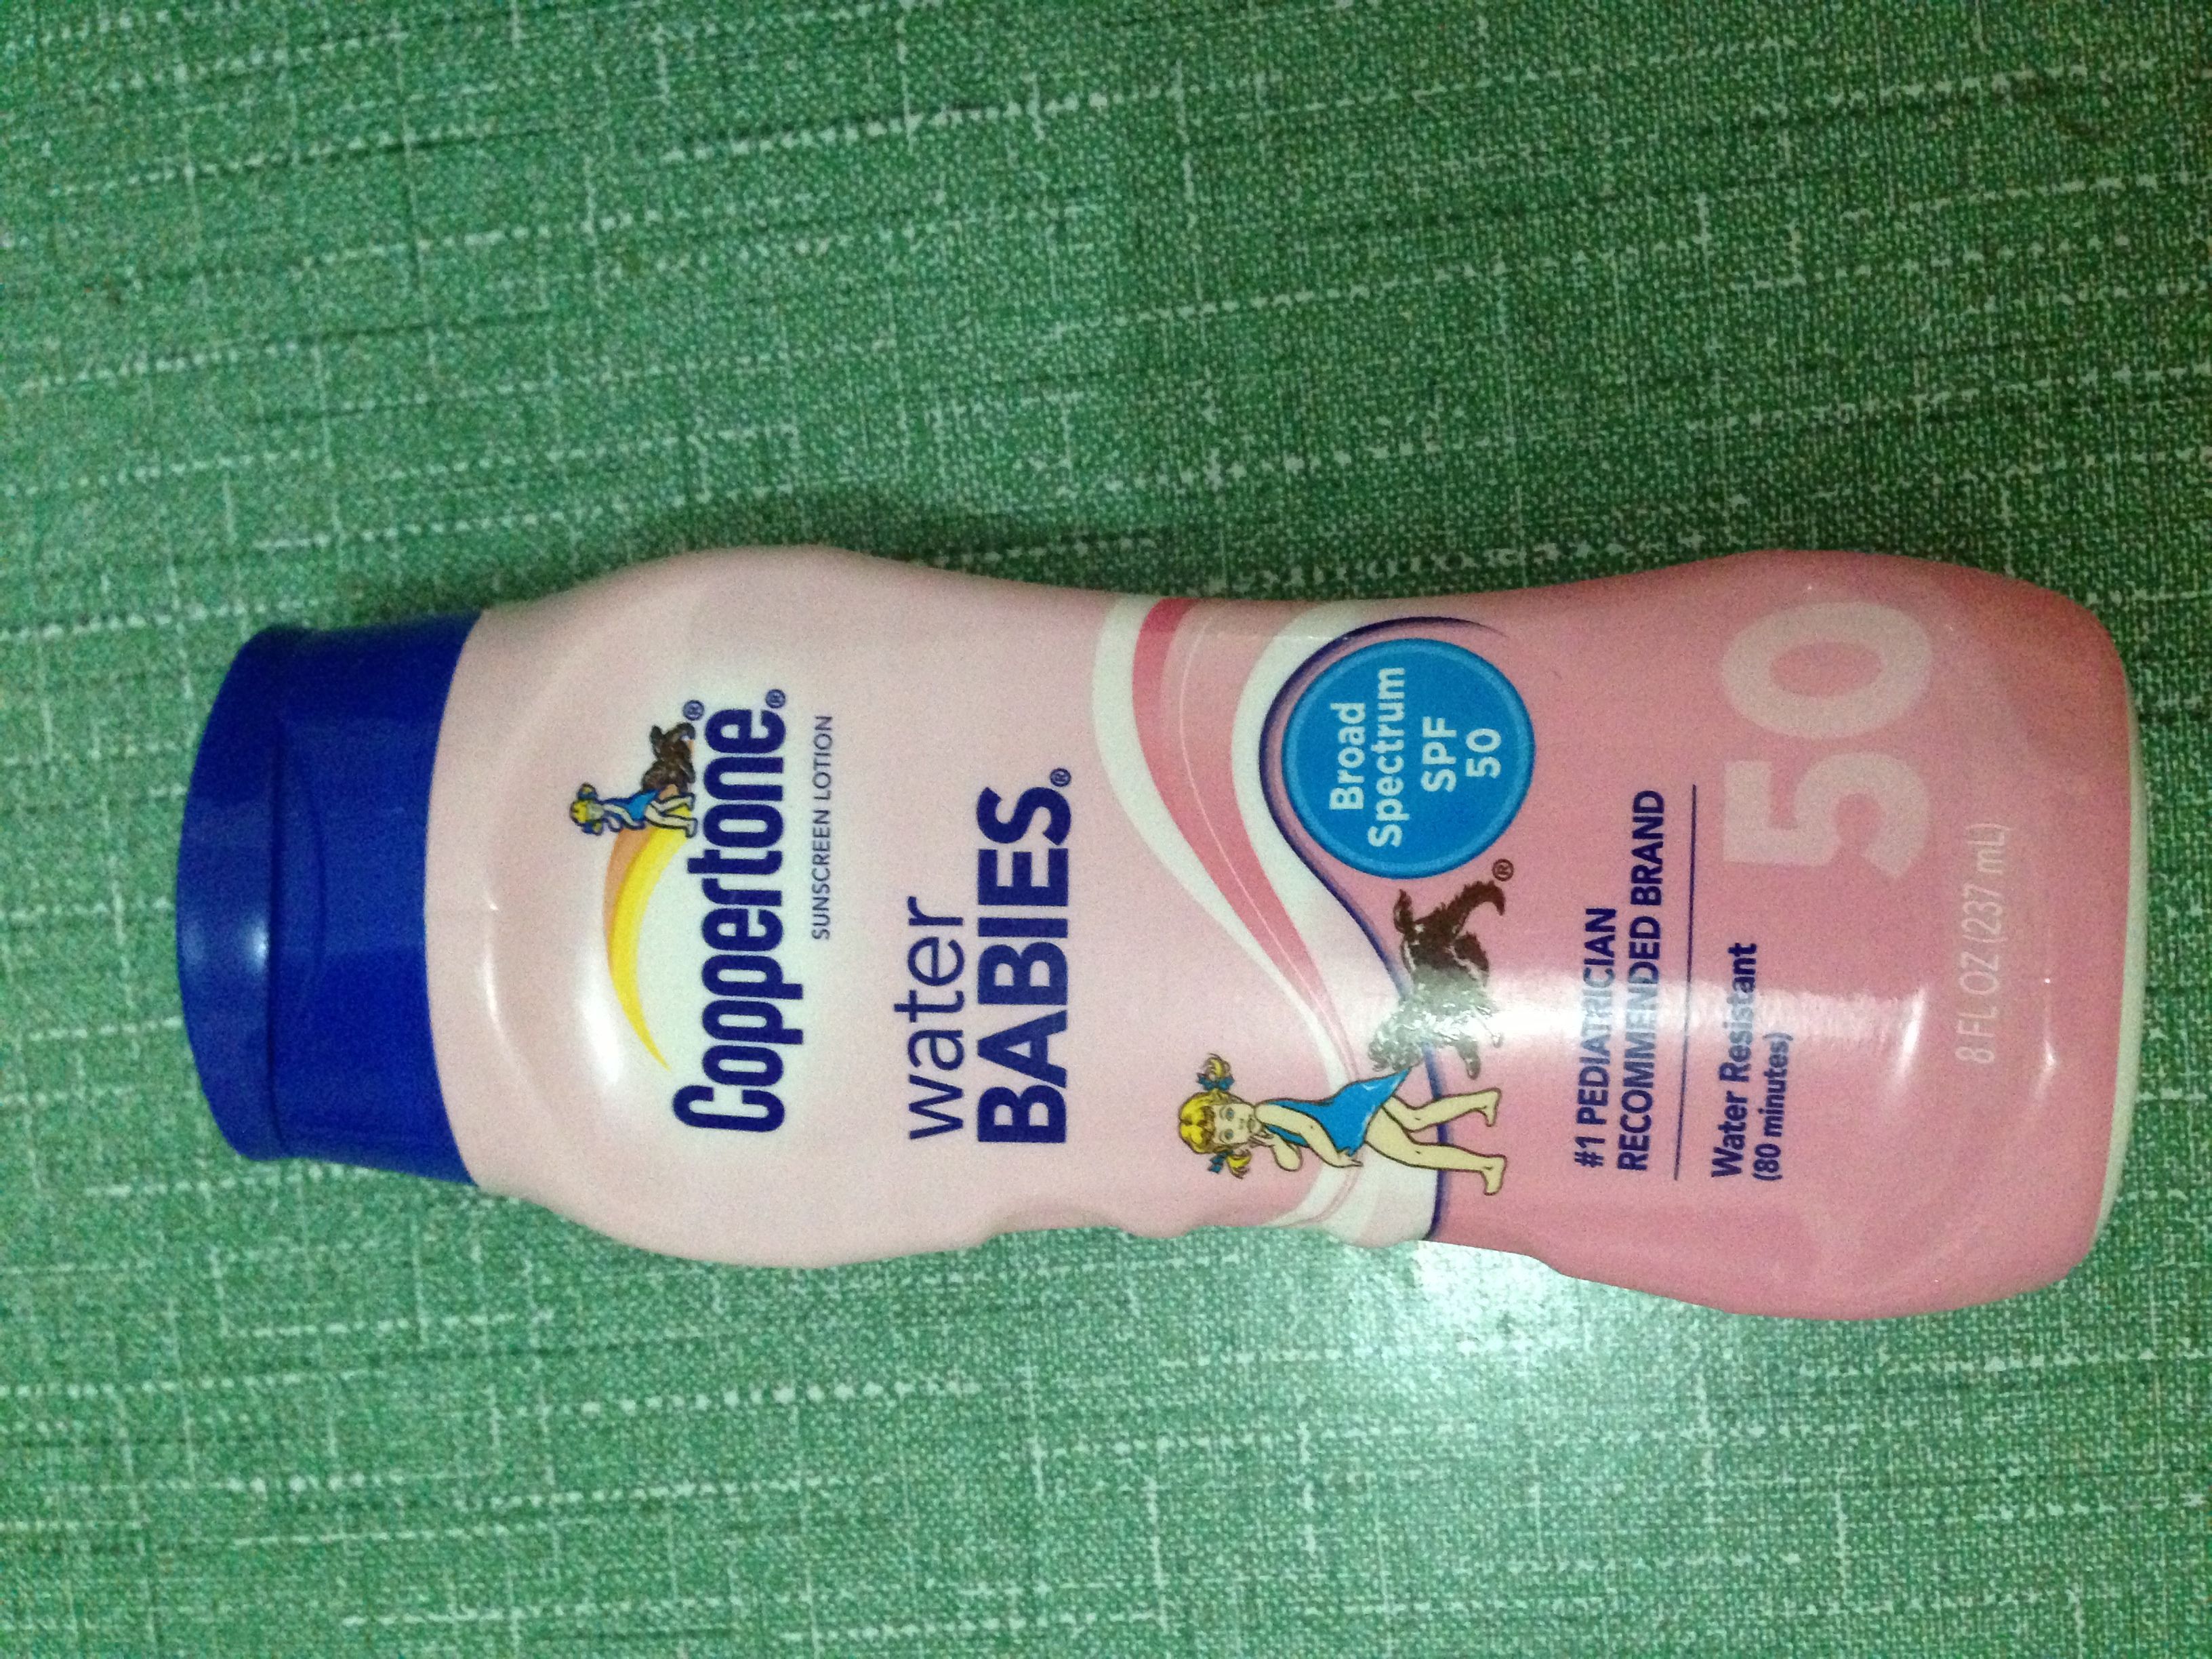 Coppertone®
SUNSCREEN LOTION
water
BABIES®
Broad
Spectrum
SPF
50
#1 PEDIATRICIAN
RECOMMENDED BRAND
Water Resistant
(80 minutes)
50
8 FL OZ (237 mL)